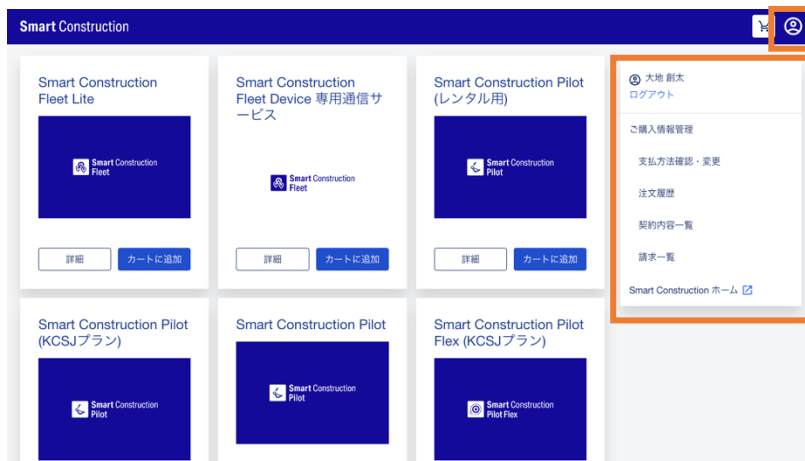 Smart Construction
Smart Construction
Fleet Lite
Smart Construction
Fleet
詳細
カートに追加
Smart Construction
Fleet Device 専用通信サ
ービス
Smart Construction
Fleet
詳細
カートに追加
Smart Construction Pilot
(レンタル用)
Smart Construction
Pilot
詳細
カートに追加
大地 創太
ログアウト
ご購入情報管理
支払方法確認・変更
注文履歴
契約内容一覧
請求一覧
Smart Construction ホーム
Smart Construction Pilot
(KCSJプラン)
Smart Construction
Pilot
Smart Construction Pilot
Smart Construction
Pilot
Smart Construction Pilot
Flex (KCSJプラン)
Smart Construction
Pilot Flex